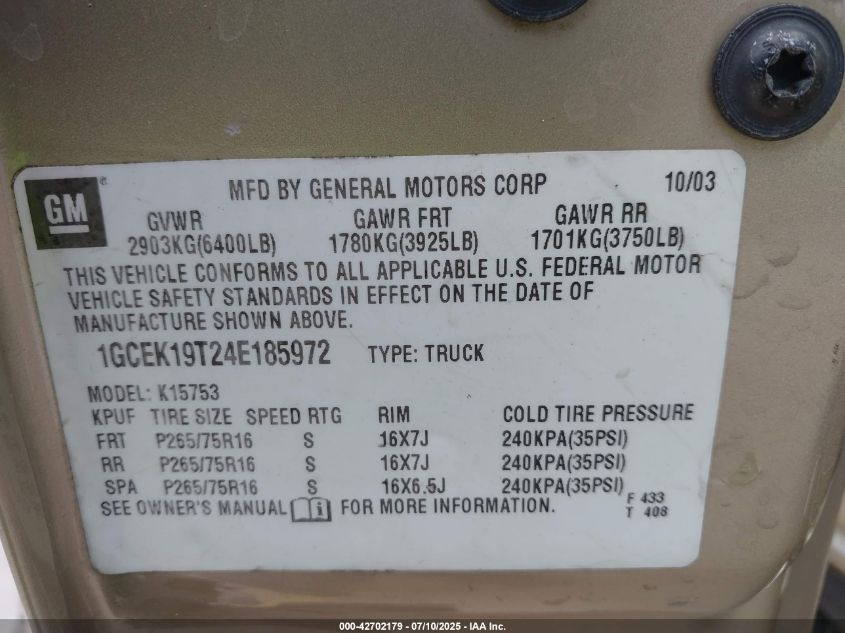 GM
MFD BY GENERAL MOTORS CORP 10/03
GVWR GAWR FRT GAWR RR
2903KG(6400LB) 1780KG(3925LB) 1701KG(3750LB)
THIS VEHICLE CONFORMS TO ALL APPLICABLE U.S. FEDERAL MOTOR
VEHICLE SAFETY STANDARDS IN EFFECT ON THE DATE OF
MANUFACTURE SHOWN ABOVE.
1GCEK19T24E185972 TYPE: TRUCK
MODEL: K15753
KPUF TIRE SIZE SPEED RTG RIM COLD TIRE PRESSURE
FRT P265/75R16 S 16X7J 240KPA(35PSI)
RR P265/75R16 S 16X7J 240KPA(35PSI)
SPA P265/75R16 S 16X6.5J 240KPA(35PSI)
SEE OWNER'S MANUAL i FOR MORE INFORMATION.
F 433
T 408
000-42702179 / 07/10/2025 - IAA Inc.